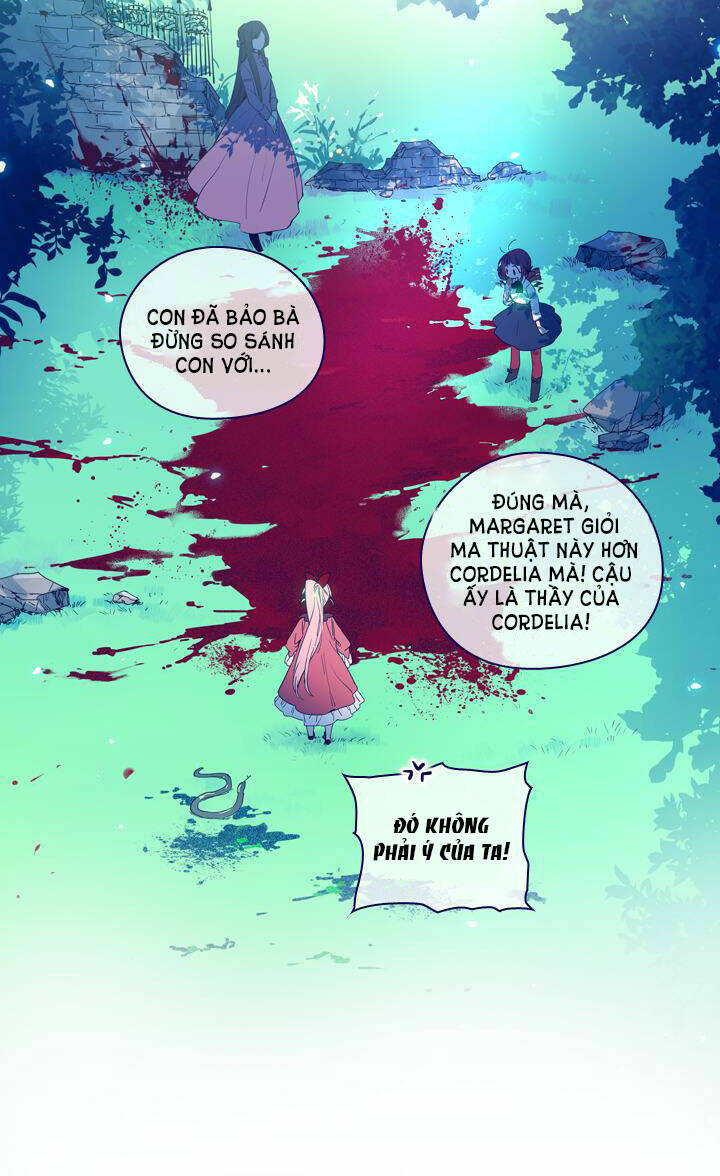 CON ĐÃ BẢO BÀ
ĐỪNG SO SÁNH
CON VỚI...
ĐÚNG MÀ,
MARGARET GIỎI
MA THUẬT NÀY HƠN
CORDELIA MÀ! CẬU
ẤY LÀ THẦY CỦA
CORDELIA!
ĐÓ KHÔNG
PHẢI Ý CỦA TA!